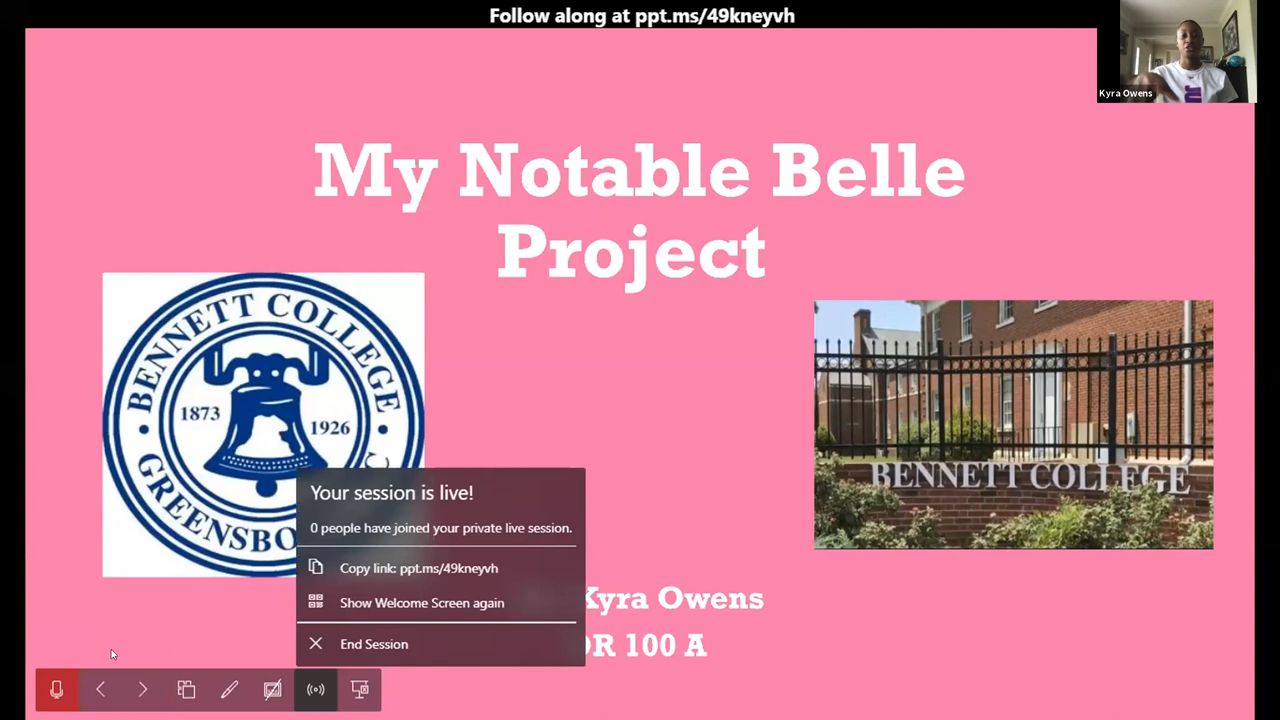 Follow along at ppt.ms/49kneyvh
Kyra Owens
My Notable Belle
Project
BENNETT COLLEGE
1873
1926
GREENSBO
C
BENNETT COLLEGE
Your session is live!
0 people have joined your private live session.
Copy link: ppt.ms/49kneyvh
Show Welcome Screen again
End Session
Kyra Owens
OR 100 A